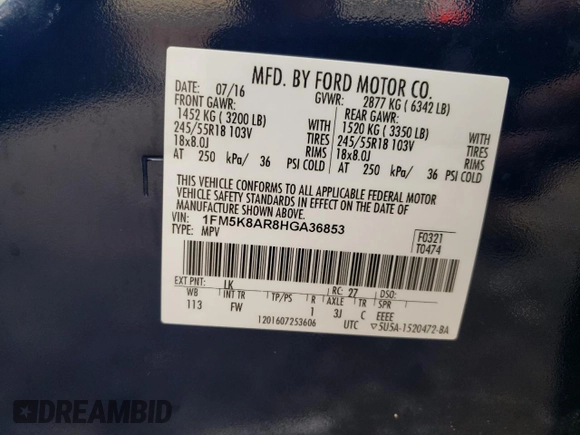 MFD. BY FORD MOTOR CO.
DATE: 07/16 GVWR: 2877 KG ( 6342 LB)
FRONT GAWR: REAR GAWR:
1452 KG ( 3200 LB) WITH 1520 KG ( 3350 LB) WITH
245/55R18 103V TIRES 245/55R18 103V TIRES
18x8.0J RIMS 18x8.0J RIMS
AT 250 kPa/ 36 PSI COLD AT 250 kPa/ 36 PSI COLD
THIS VEHICLE CONFORMS TO ALL APPLICABLE FEDERAL MOTOR
VEHICLE SAFETY STANDARDS IN EFFECT ON THE DATE OF
MANUFACTURE SHOWN ABOVE.
VIN: 1FM5K8AR8HGA36853 F0321
TYPE: MPV T0474
EXT PNT: LK RC: 27 DSO:
WB INT TR TP/PS R AXLE TR SPR
113 FW 1 3J C EEEE
1201607253606 UTC ▽5USA-1520472-BA
DREAMBID